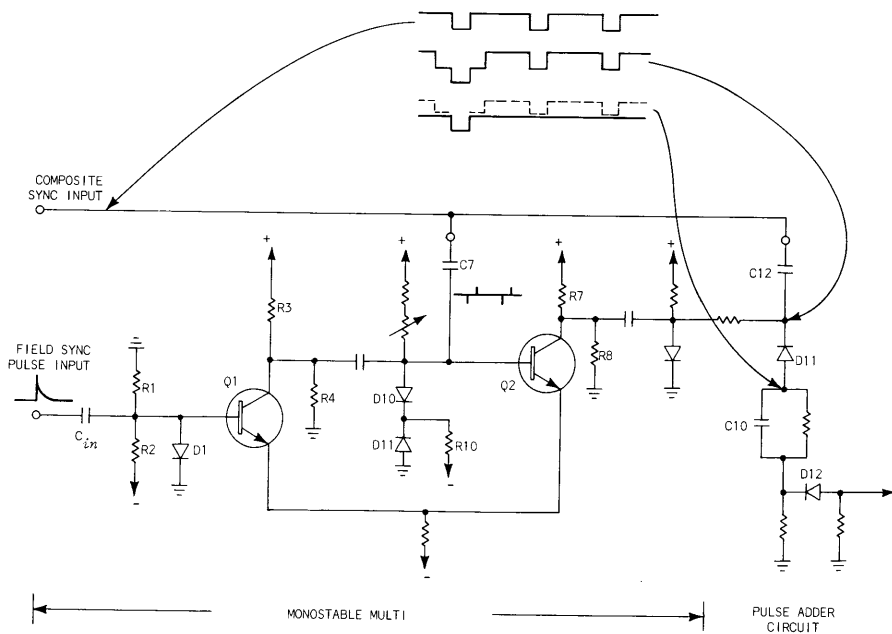 COMPOSITE
SYNC INPUT
+
+
+
+
C7
C12
R3
R7
FIELD SYNC
PULSE INPUT
R1
Q1
Q2
R8
D11
R4
D10
C10
Cin
R2
D1
D11
R10
D12
-
-
-
MONOSTABLE MULTI
PULSE ADDER
CIRCUIT